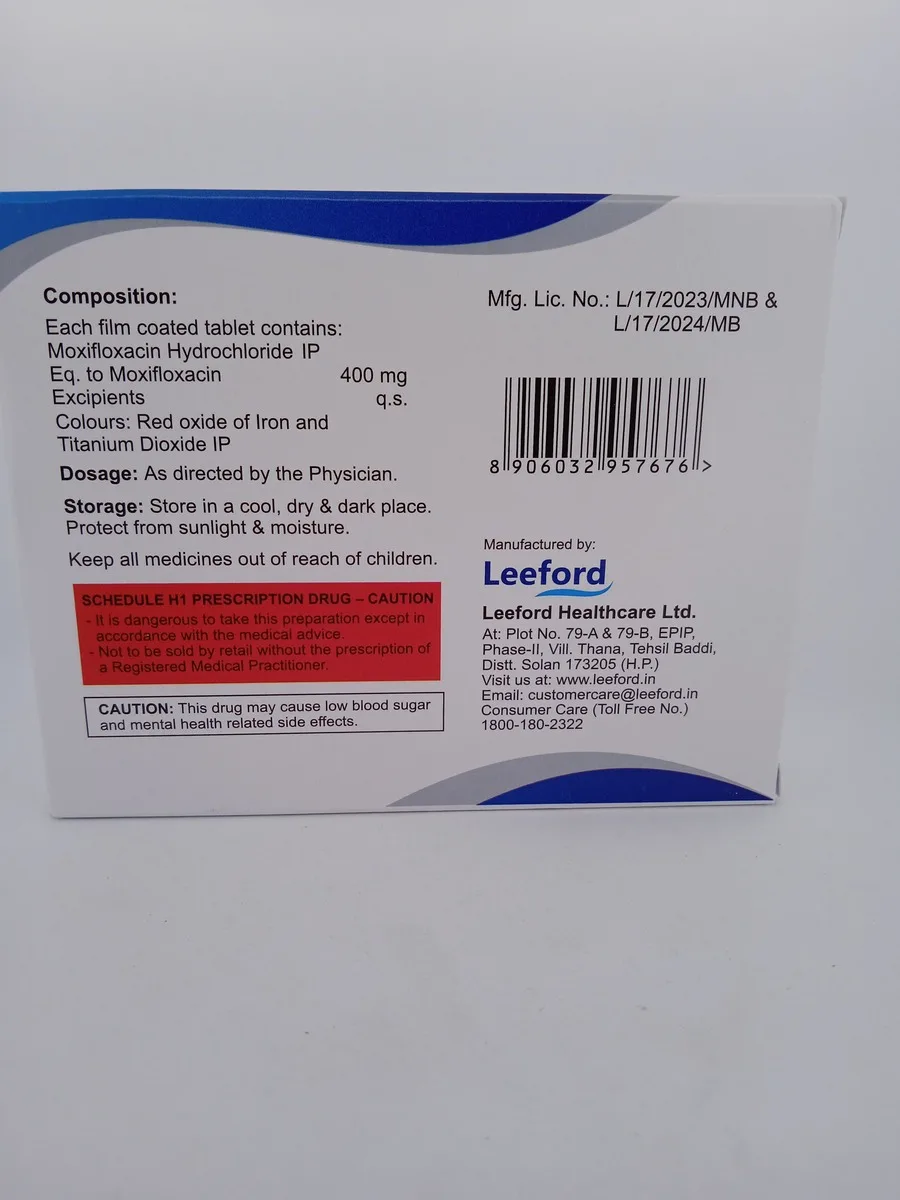 Composition:
Each film coated tablet contains:
Moxifloxacin Hydrochloride IP
Eq. to Moxifloxacin 400 mg
Excipients q.s.
Colours: Red oxide of Iron and
Titanium Dioxide IP
Dosage: As directed by the Physician.
Storage: Store in a cool, dry & dark place.
Protect from sunlight & moisture.
Keep all medicines out of reach of children.
SCHEDULE H1 PRESCRIPTION DRUG – CAUTION
- It is dangerous to take this preparation except in
accordance with the medical advice.
- Not to be sold by retail without the prescription of
a Registered Medical Practitioner.
CAUTION: This drug may cause low blood sugar
and mental health related side effects.
Mfg. Lic. No.: L/17/2023/MNB &
L/17/2024/MB
8 906032 957676 >
Manufactured by:
Leeford
Leeford Healthcare Ltd.
At: Plot No. 79-A & 79-B, EPIP,
Phase-II, Vill. Thana, Tehsil Baddi,
Distt. Solan 173205 (H.P.)
Visit us at: www.leeford.in
Email: customercare@leeford.in
Consumer Care (Toll Free No.)
1800-180-2322